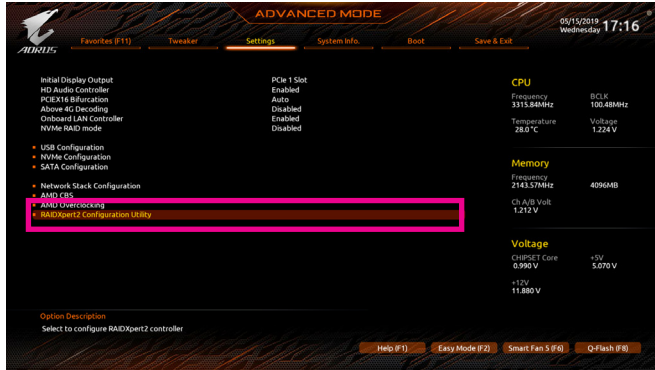 ADVANCED MODE
05/15/2019
Wednesday 17:16
AORUS
Favorites (F11) Tweaker Settings System Info. Boot Save & Exit
Initial Display Output PCIe 1 Slot
HD Audio Controller Enabled
PCIEX16 Bifurcation Auto
Above 4G Decoding Disabled
Onboard LAN Controller Enabled
NVMe RAID mode Disabled
USB Configuration
NVMe Configuration
SATA Configuration
Network Stack Configuration
AMD CBS
AMD Overclocking
RAIDXpert2 Configuration Utility
CPU
Frequency BCLK
3315.84MHz 100.48MHz
Temperature Voltage
28.0 °C 1.224 V
Memory
Frequency
2143.57MHz 4096MB
Ch A/B Volt
1.212 V
Voltage
CHIPSET Core +5V
0.990 V 5.070 V
+12V
11.880 V
Option Description
Select to configure RAIDXpert2 controller
Help (F1) Easy Mode (F2) Smart Fan 5 (F6) Q-Flash (F8)